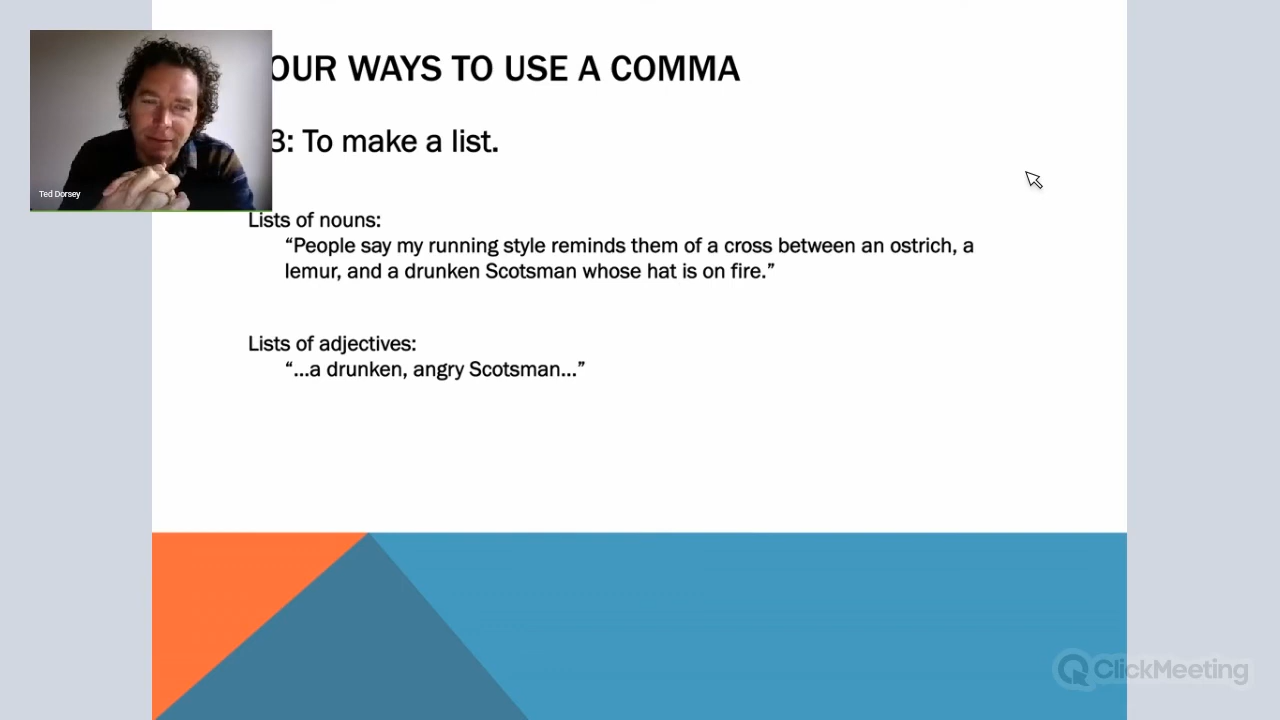 OUR WAYS TO USE A COMMA
3: To make a list.
Ted Dorsey
Lists of nouns:
“People say my running style reminds them of a cross between an ostrich, a
lemur, and a drunken Scotsman whose hat is on fire.”
Lists of adjectives:
“…a drunken, angry Scotsman…”
ClickMeeting